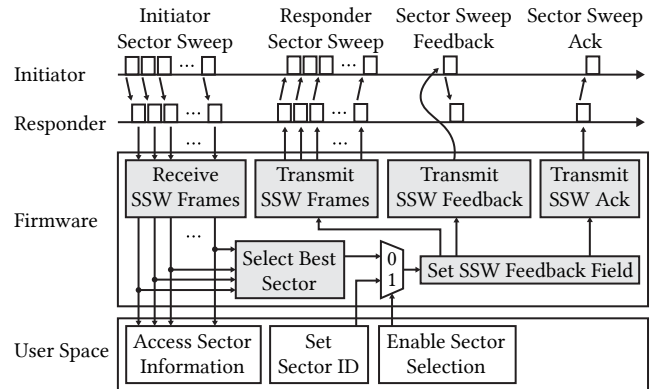 Initiator
Sector Sweep
Responder
Sector Sweep
Sector Sweep
Feedback
Sector Sweep
Ack
Initiator
...
...
Responder
...
...
...
...
Firmware
Receive
SSW Frames
Transmit
SSW Frames
Transmit
SSW Feedback
Transmit
SSW Ack
...
Select Best
Sector
0
1
Set SSW Feedback Field
User Space
Access Sector
Information
Set
Sector ID
Enable Sector
Selection